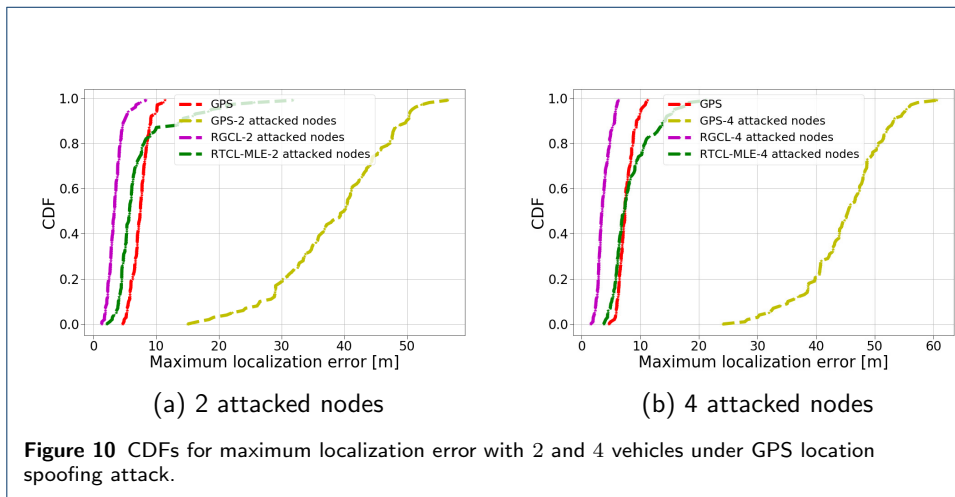 1.0
0.8
0.6
0.4
0.2
0.0
CDF
GPS
GPS-2 attacked nodes
RGCL-2 attacked nodes
RTCL-MLE-2 attacked nodes
0 10 20 30 40 50
Maximum localization error [m]
(a) 2 attacked nodes
1.0
0.8
0.6
0.4
0.2
0.0
CDF
GPS
GPS-4 attacked nodes
RGCL-4 attacked nodes
RTCL-MLE-4 attacked nodes
0 10 20 30 40 50 60
Maximum localization error [m]
(b) 4 attacked nodes
Figure 10 CDFs for maximum localization error with 2 and 4 vehicles under GPS location
spoofing attack.